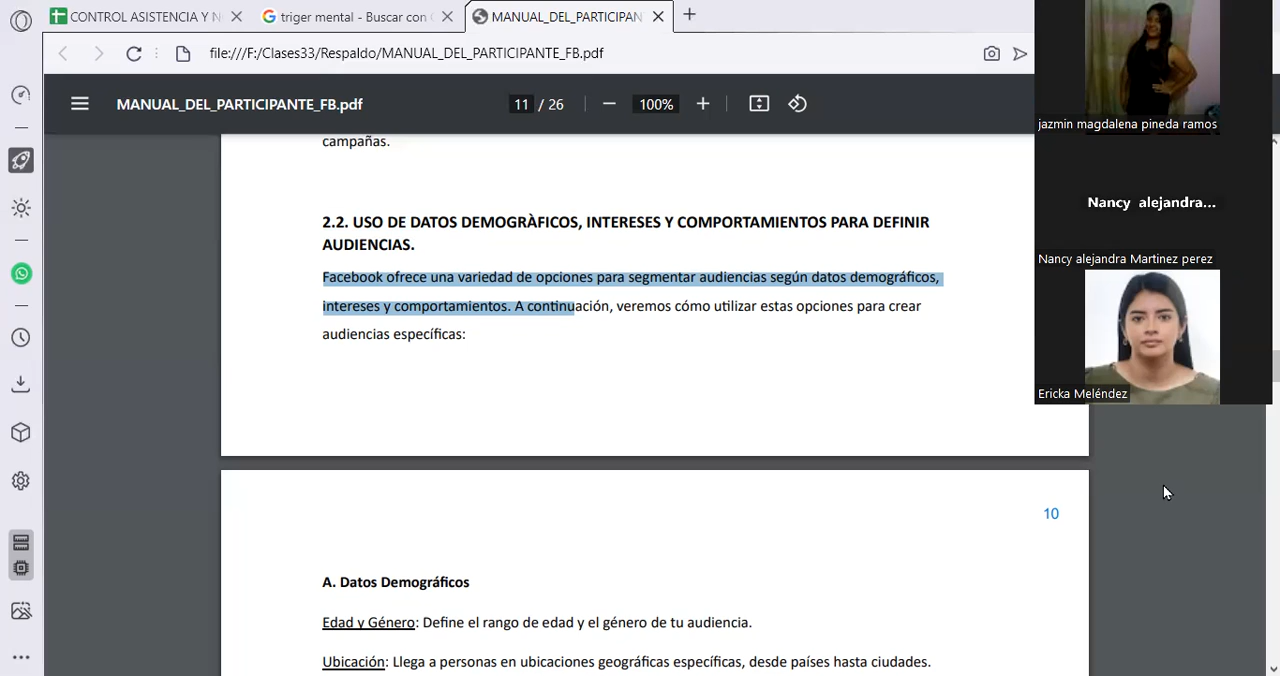 CONTROL ASISTENCIA Y N
triger mental - Buscar con
MANUAL_DEL_PARTICIPAN
file:///F:/Clases33/Respaldo/MANUAL_DEL_PARTICIPANTE_FB.pdf
MANUAL_DEL_PARTICIPANTE_FB.pdf
11 / 26
100%
jazmin magdalena pineda ramos
Nancy alejandra...
Nancy alejandra Martinez perez
Ericka Meléndez
campañas.
2.2. USO DE DATOS DEMOGRÀFICOS, INTERESES Y COMPORTAMIENTOS PARA DEFINIR
AUDIENCIAS.
Facebook ofrece una variedad de opciones para segmentar audiencias según datos demográficos,
intereses y comportamientos. A continuación, veremos cómo utilizar estas opciones para crear
audiencias específicas:
10
A. Datos Demográficos
Edad y Género: Define el rango de edad y el género de tu audiencia.
Ubicación: Llega a personas en ubicaciones geográficas específicas, desde países hasta ciudades.